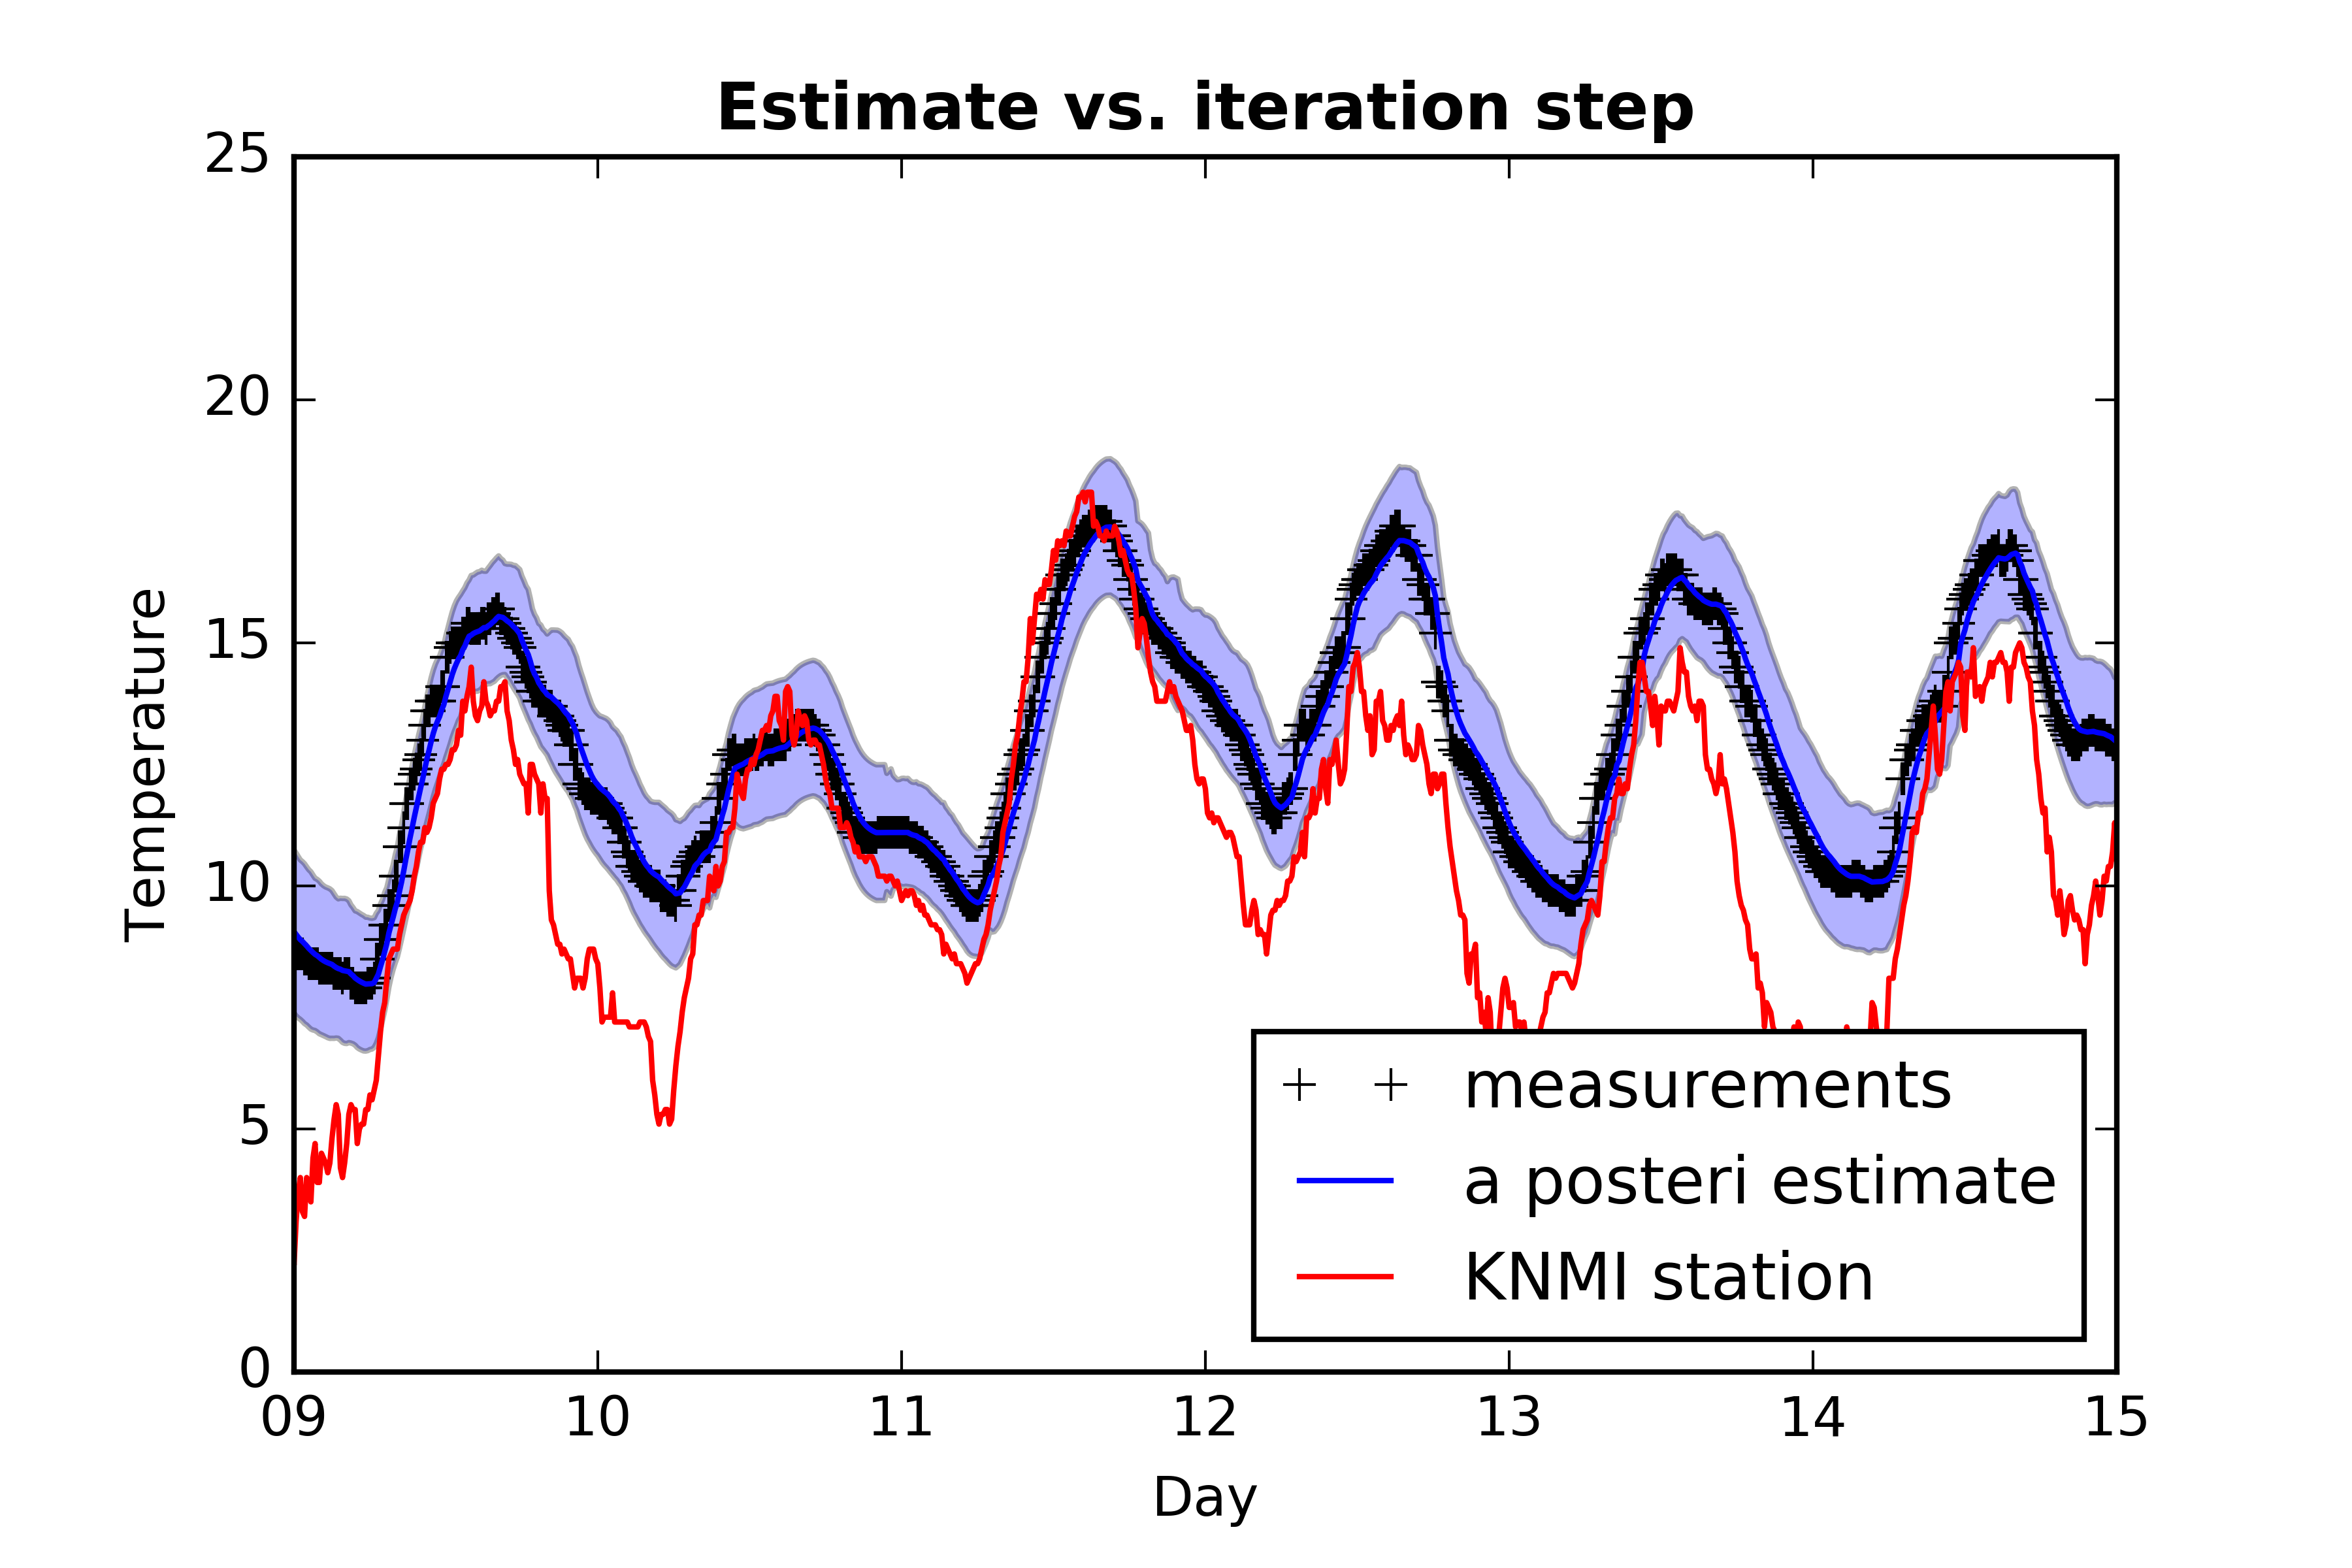 Estimate vs. iteration step
25
20
15
10
5
0
Temperature
09 10 11 12 13 14 15
Day
measurements
a posteri estimate
KNMI station